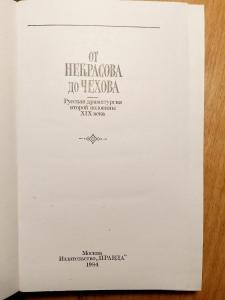 ОТ
НЕКРАСОВА
ДО ЧЕХОВА
Русская драматургия
второй половины
XIX века
Москва
Издательство „ПРАВДА"
1984